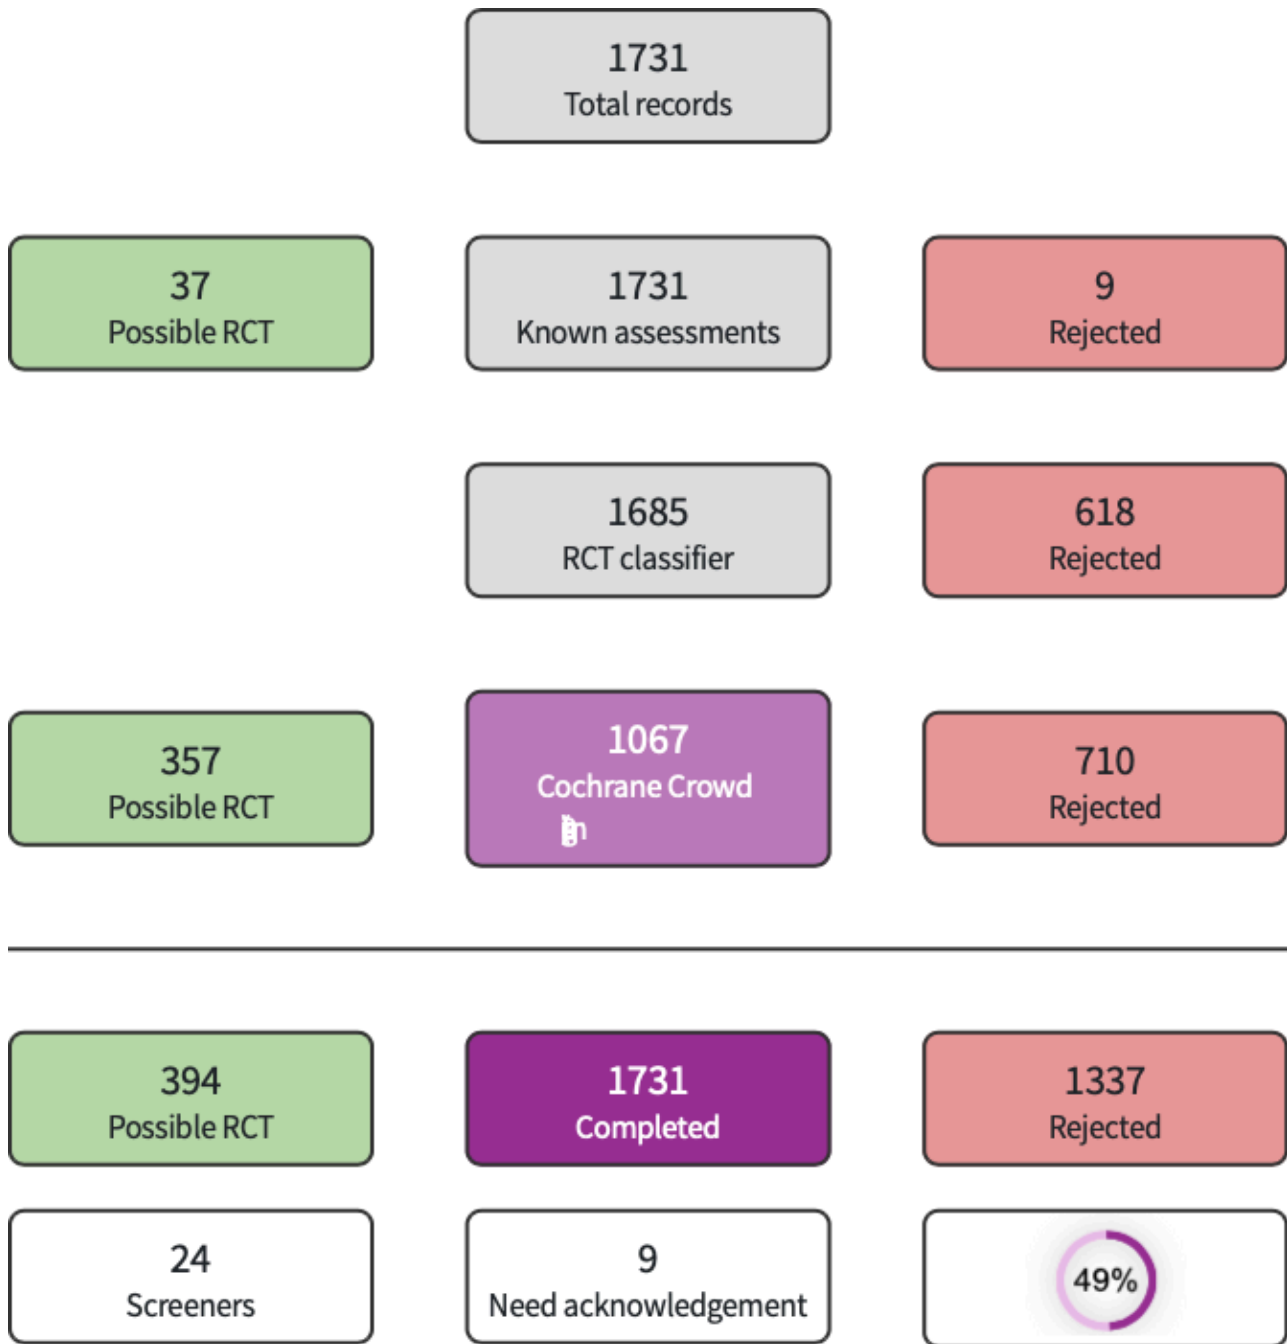 1731
Total records
37
Possible RCT
1731
Known assessments
9
Rejected
1685
RCT classifier
618
Rejected
357
Possible RCT
1067
Cochrane Crowd
710
Rejected
394
Possible RCT
1731
Completed
1337
Rejected
24
Screeners
9
Need acknowledgement
49%